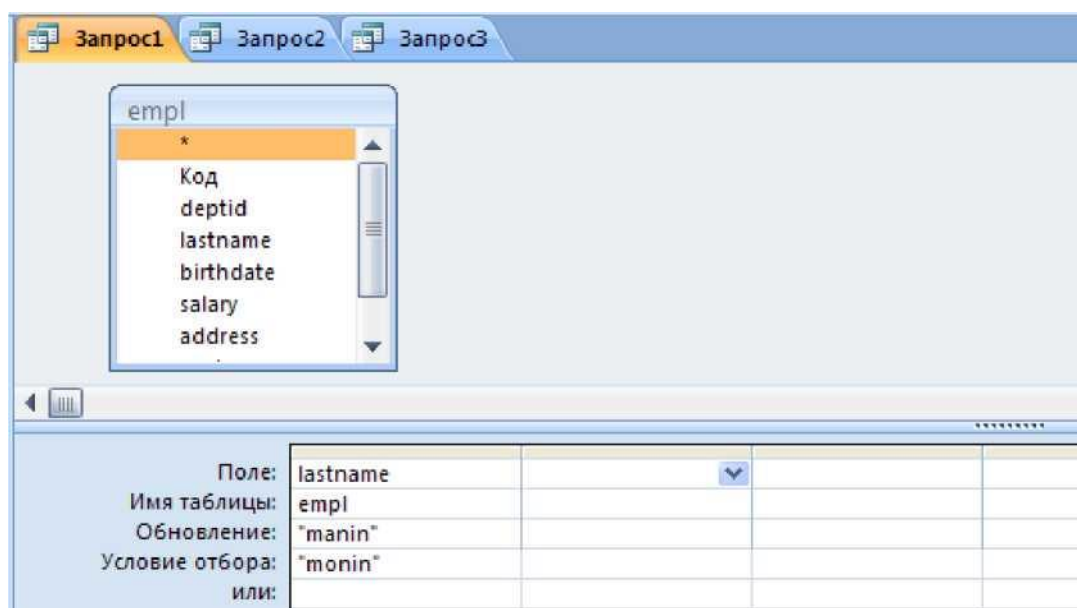 Запрос1 Запрос2 Запрос3
empl
*
Код
deptid
lastname
birthdate
salary
address
Поле: lastname
Имя таблицы: empl
Обновление: "manin"
Условие отбора: "monin"
или: